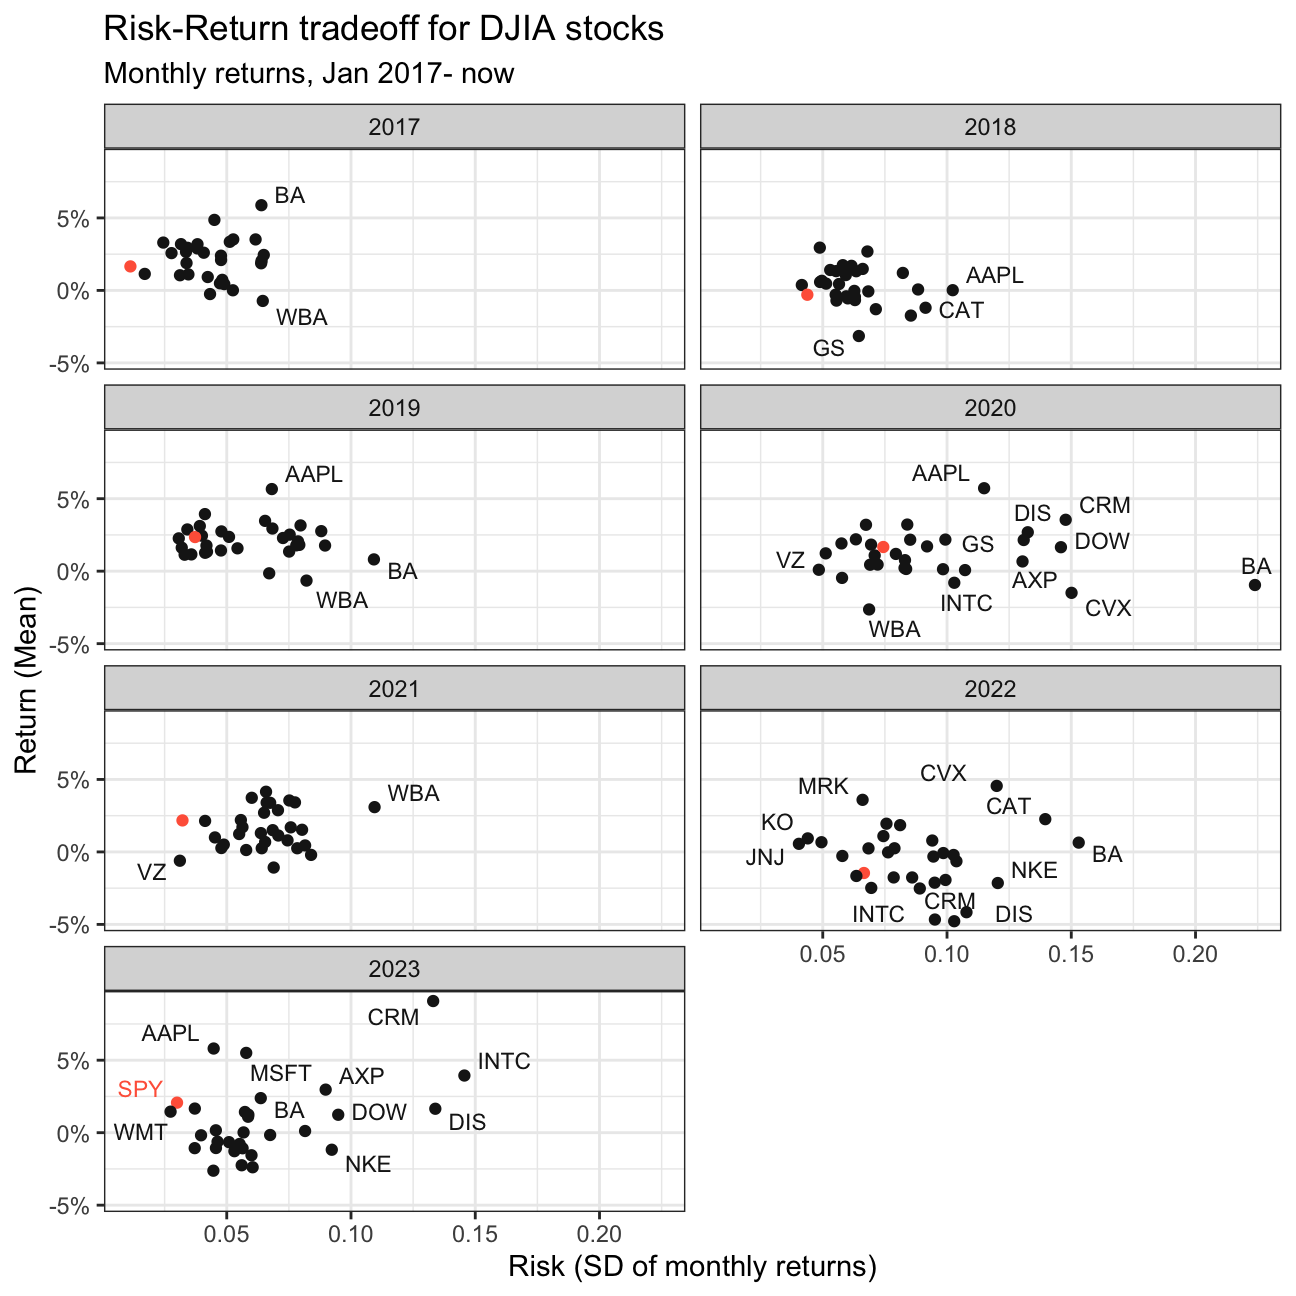 Risk-Return tradeoff for DJIA stocks
Monthly returns, Jan 2017- now
2017
2018
5%
0%
-5%
BA
WBA
AAPL
CAT
GS
2019
2020
5%
0%
-5%
AAPL
BA
WBA
AAPL
DIS
CRM
VZ
GS
DOW
AXP
BA
INTC
CVX
WBA
2021
2022
5%
0%
-5%
WBA
VZ
CVX
MRK
CAT
KO
JNJ
BA
NKE
CRM
INTC
DIS
0.05
0.10
0.15
0.20
2023
5%
0%
-5%
CRM
AAPL
INTC
MSFT
AXP
SPY
BA
DOW
DIS
WMT
NKE
0.05
0.10
0.15
0.20
Return (Mean)
Risk (SD of monthly returns)